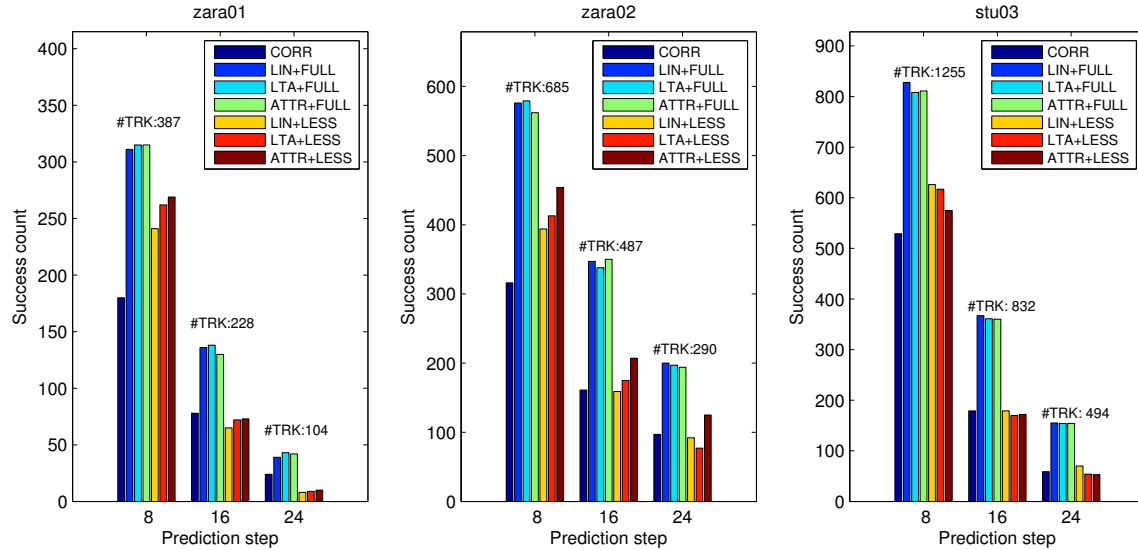 zara01
Success count
400
350
300
250
200
150
100
50
0
#TRK:387
#TRK:228
#TRK:104
CORR
LIN+FULL
LTA+FULL
ATTR+FULL
LIN+LESS
LTA+LESS
ATTR+LESS
8 16 24
Prediction step
zara02
Success count
600
500
400
300
200
100
0
#TRK:685
#TRK:487
#TRK:290
CORR
LIN+FULL
LTA+FULL
ATTR+FULL
LIN+LESS
LTA+LESS
ATTR+LESS
8 16 24
Prediction step
stu03
Success count
900
800
700
600
500
400
300
200
100
0
#TRK:1255
#TRK: 832
#TRK: 494
CORR
LIN+FULL
LTA+FULL
ATTR+FULL
LIN+LESS
LTA+LESS
ATTR+LESS
8 16 24
Prediction step